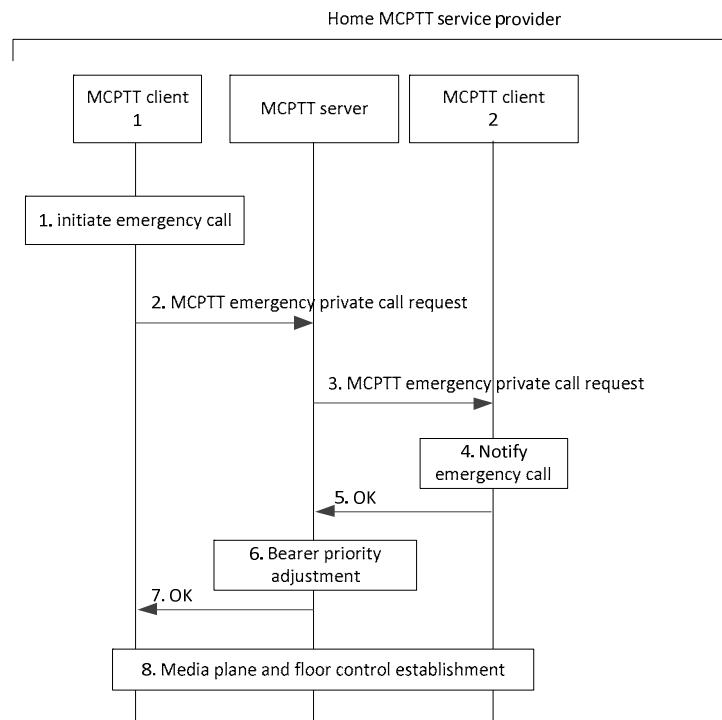 Home MCPTT service provider
MCPTT client
1
MCPTT server
MCPTT client
2
1. initiate emergency call
2. MCPTT emergency private call request
3. MCPTT emergency private call request
4. Notify
emergency call
5. OK
6. Bearer priority
adjustment
7. OK
8. Media plane and floor control establishment